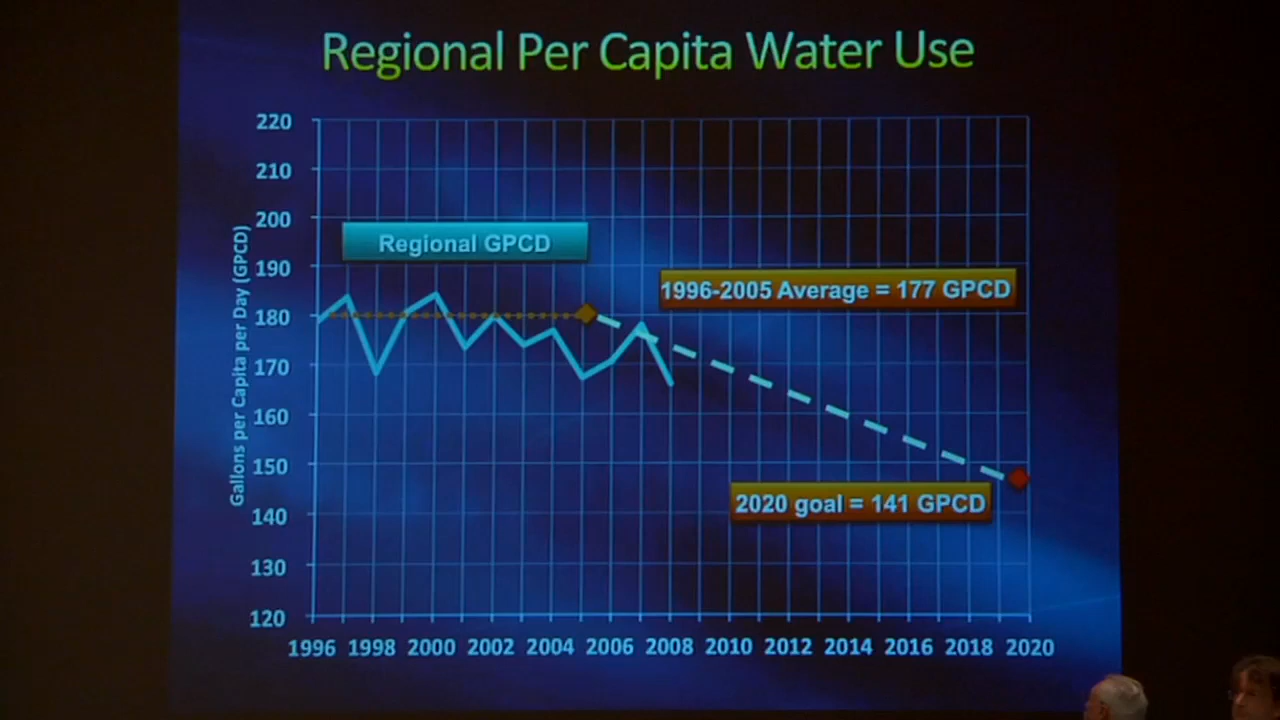 Regional Per Capita Water Use
220
210
200
190
180
170
160
150
140
130
120
Gallons per Capita per Day (GPCD)
Regional GPCD
1996-2005 Average = 177 GPCD
2020 goal = 141 GPCD
1996 1998 2000 2002 2004 2006 2008 2010 2012 2014 2016 2018 2020